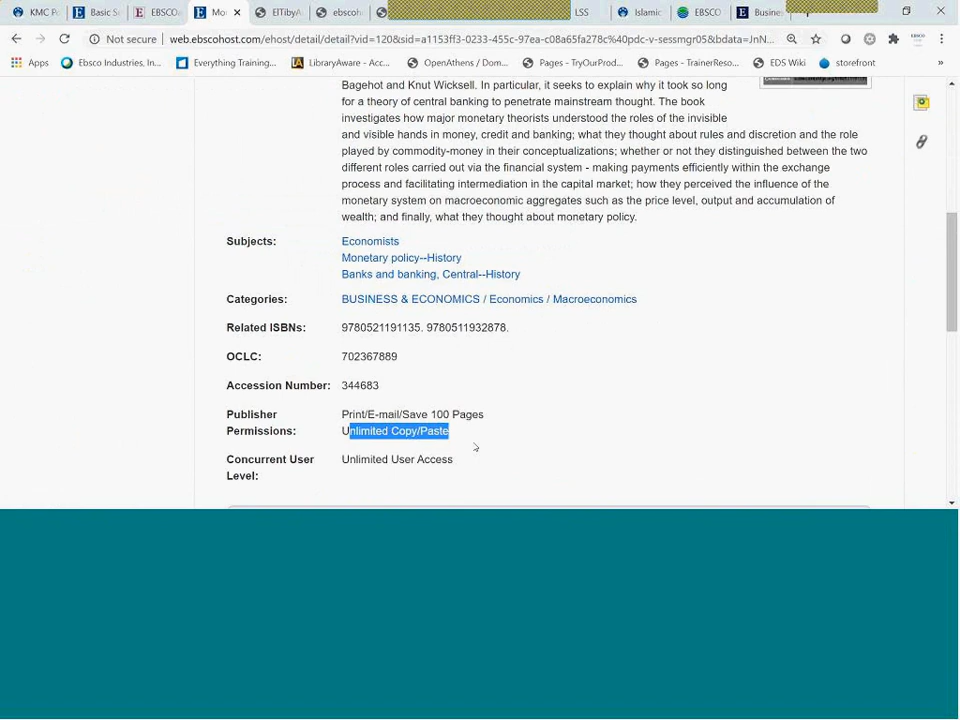 KMC P
Basic S
EBSCO
Mo
ElTibyA
ebscoh
LSS
Islamic
EBSCO
Busine
Not secure
web.ebscohost.com/ehost/detail/detail?vid=120&sid=a1153ff3-0233-455c-97ea-c08a65fa278c%40pdc-v-sessmgr05&bdata=JnN...
Apps
Ebsco Industries, In...
Everything Training...
LibraryAware - Acc...
OpenAthens / Dom...
Pages - TryOurProd...
Pages - TrainerReso...
EDS Wiki
storefront
»
Bagehot and Knut Wicksell. In particular, it seeks to explain why it took so long
for a theory of central banking to penetrate mainstream thought. The book
investigates how major monetary theorists understood the roles of the invisible
and visible hands in money, credit and banking; what they thought about rules and discretion and the role
played by commodity-money in their conceptualizations; whether or not they distinguished between the two
different roles carried out via the financial system - making payments efficiently within the exchange
process and facilitating intermediation in the capital market; how they perceived the influence of the
monetary system on macroeconomic aggregates such as the price level, output and accumulation of
wealth; and finally, what they thought about monetary policy.
Subjects: Economists
Monetary policy--History
Banks and banking, Central--History
Categories: BUSINESS & ECONOMICS / Economics / Macroeconomics
Related ISBNs: 9780521191135. 9780511932878.
OCLC: 702367889
Accession Number: 344683
Publisher Print/E-mail/Save 100 Pages
Permissions: Unlimited Copy/Paste
Concurrent User Unlimited User Access
Level: